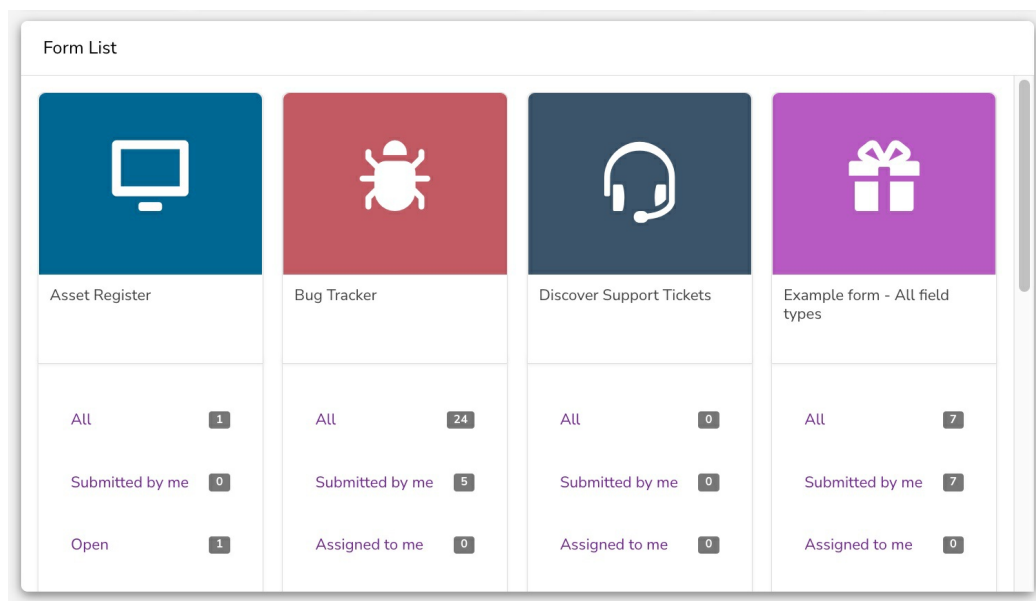 Form List
Asset Register
Bug Tracker
Discover Support Tickets
Example form - All field
types
All 1
Submitted by me 0
Open 1
All 24
Submitted by me 5
Assigned to me 0
All 0
Submitted by me 0
Assigned to me 0
All 7
Submitted by me 7
Assigned to me 0